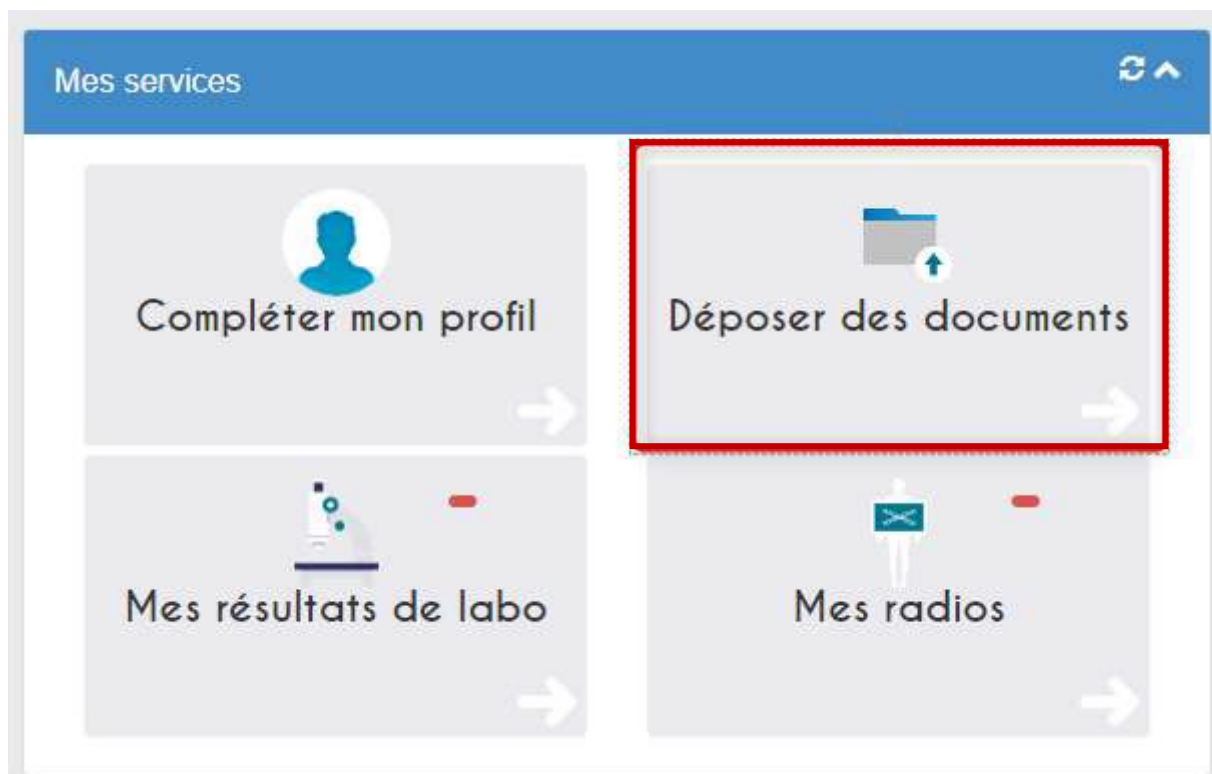 Mes services
Compléter mon profil
Déposer des documents
Mes résultats de labo
Mes radios